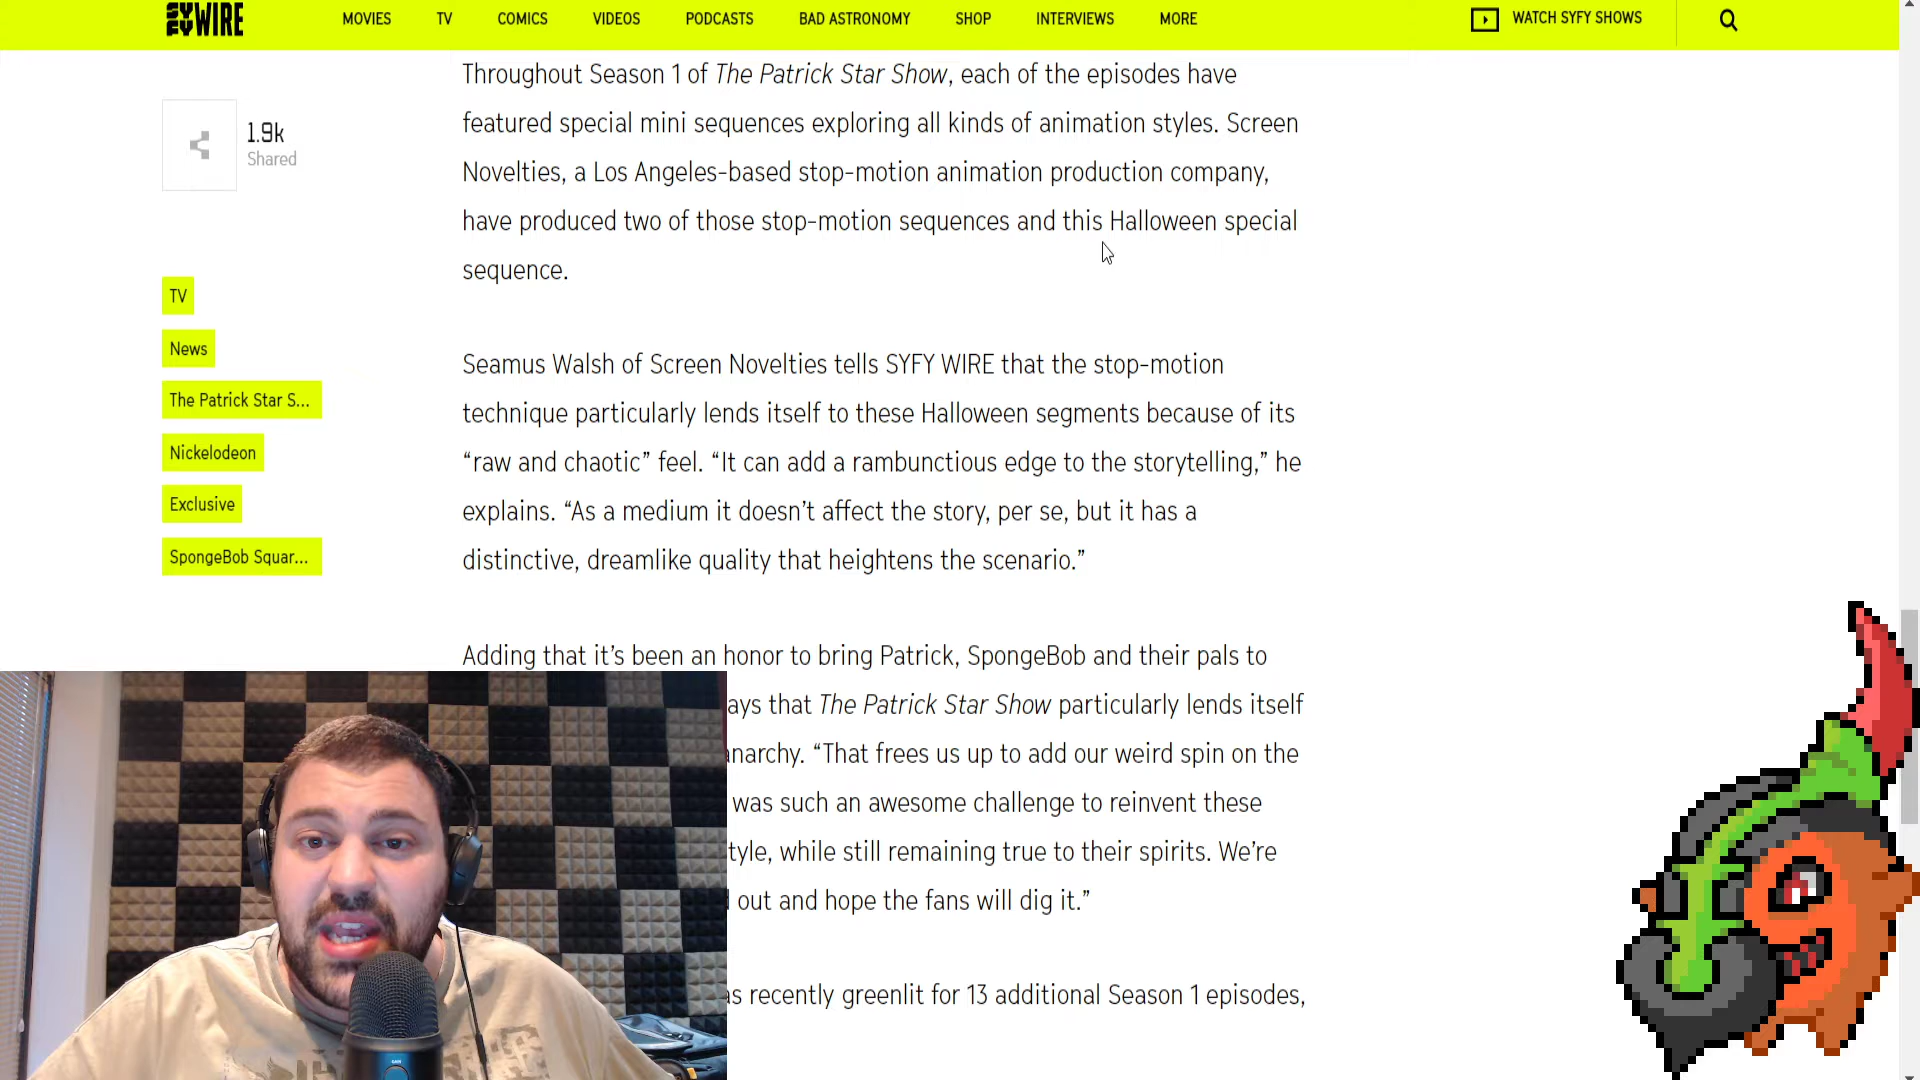 SYFY WIRE
MOVIES
TV
COMICS
VIDEOS
PODCASTS
BAD ASTRONOMY
SHOP
INTERVIEWS
MORE
WATCH SYFY SHOWS
1.9k
Shared
TV
News
The Patrick Star S...
Nickelodeon
Exclusive
SpongeBob Squar...
Throughout Season 1 of The Patrick Star Show, each of the episodes have
featured special mini sequences exploring all kinds of animation styles. Screen
Novelties, a Los Angeles-based stop-motion animation production company,
have produced two of those stop-motion sequences and this Halloween special
sequence.
Seamus Walsh of Screen Novelties tells SYFY WIRE that the stop-motion
technique particularly lends itself to these Halloween segments because of its
“raw and chaotic” feel. “It can add a rambunctious edge to the storytelling,” he
explains. “As a medium it doesn’t affect the story, per se, but it has a
distinctive, dreamlike quality that heightens the scenario.”
Adding that it’s been an honor to bring Patrick, SpongeBob and their pals to
ays that The Patrick Star Show particularly lends itself
anarchy. “That frees us up to add our weird spin on the
was such an awesome challenge to reinvent these
tyle, while still remaining true to their spirits. We’re
out and hope the fans will dig it.”
as recently greenlit for 13 additional Season 1 episodes,